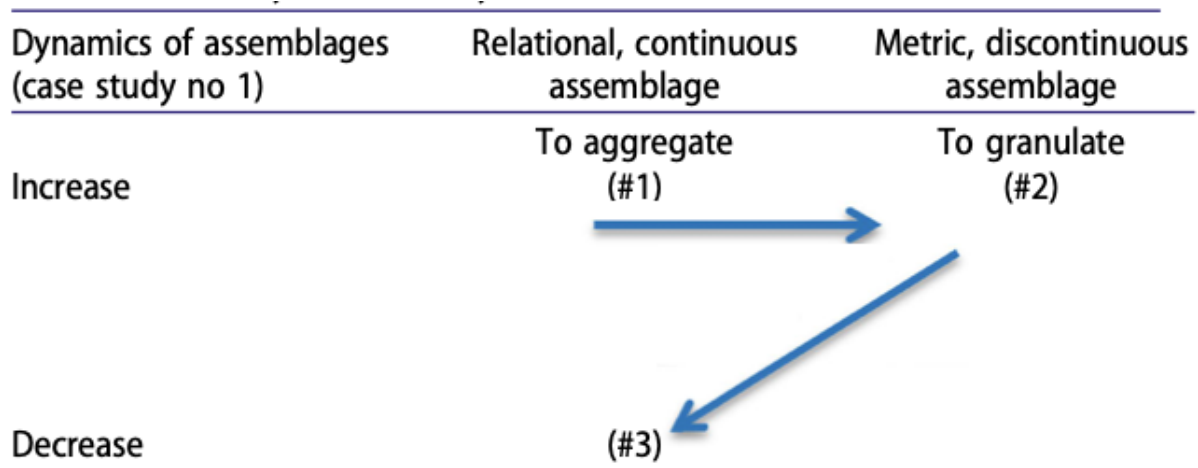 Dynamics of assemblages Relational, continuous Metric, discontinuous
(case study no 1) assemblage assemblage
To aggregate To granulate
Increase (#1) (#2)
Decrease (#3)